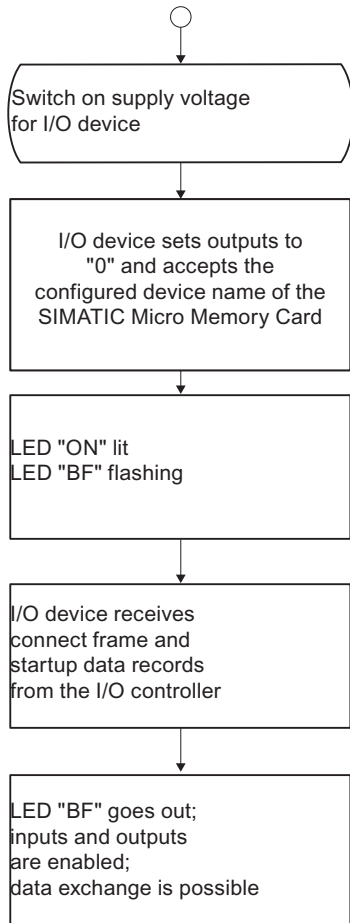 Switch on supply voltage
for I/O device
I/O device sets outputs to
"0" and accepts the
configured device name of the
SIMATIC Micro Memory Card
LED "ON" lit
LED "BF" flashing
I/O device receives
connect frame and
startup data records
from the I/O controller
LED "BF" goes out;
inputs and outputs
are enabled;
data exchange is possible